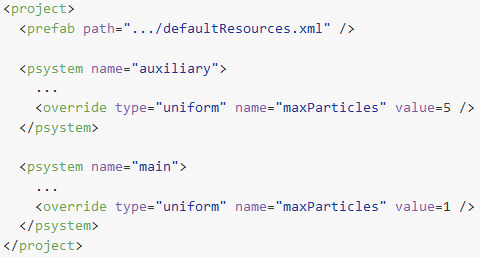 <project>
  <prefab path=".../defaultResources.xml" />

  <psystem name="auxiliary">
    ...
    <override type="uniform" name="maxParticles" value=5 />
  </psystem>

  <psystem name="main">
    ...
    <override type="uniform" name="maxParticles" value=1 />
  </psystem>
</project>